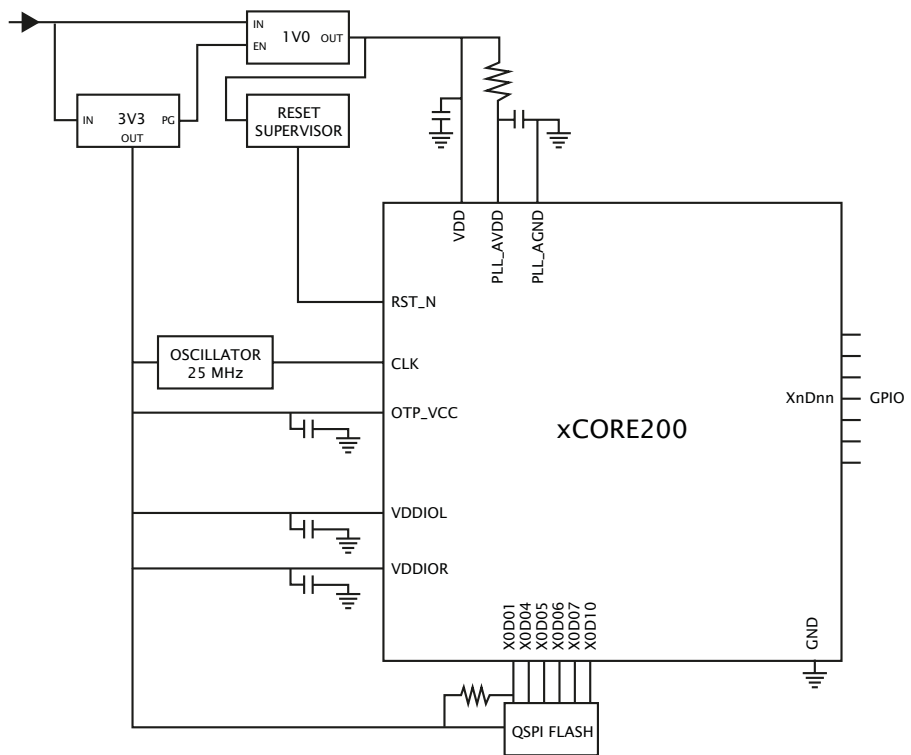 IN
1V0
OUT
EN
IN
3V3
PG
OUT
RESET
SUPERVISOR
VDD
PLL_AVDD
PLL_AGND
RST_N
OSCILLATOR
25 MHz
CLK
XnDnn
GPIO
OTP_VCC
xCORE200
VDDIOL
VDDIOR
X0D01
X0D04
X0D05
X0D06
X0D07
X0D10
GND
QSPI FLASH